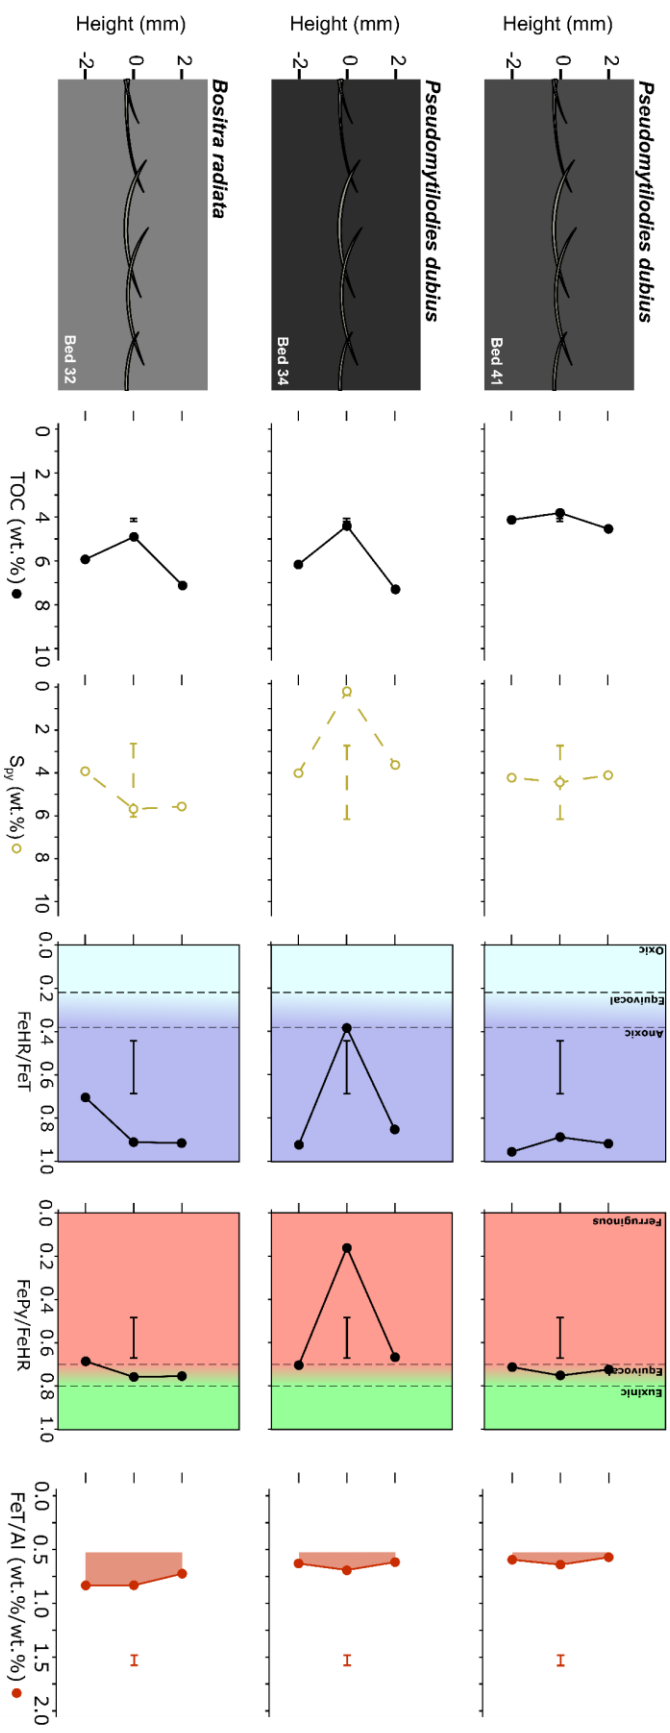 Pseudomytilodies dubius
Height (mm)
2
0
-2
Bed 41
Oxic
Equivocal
Anoxic
Ferruginous
Equivocal
Euxinic
Pseudomytilodies dubius
Height (mm)
2
0
-2
Bed 34
Bositra radiata
Height (mm)
2
0
-2
Bed 32
0 2 4 6 8 10
TOC (wt.%)
0 2 4 6 8 10
Spy (wt.%)
0.0 0.2 0.4 0.6 0.8 1.0
FeHR/FeT
0.0 0.2 0.4 0.6 0.8 1.0
FePy/FeHR
0.0 0.5 1.0 1.5 2.0
FeT/Al (wt.%/wt.%)